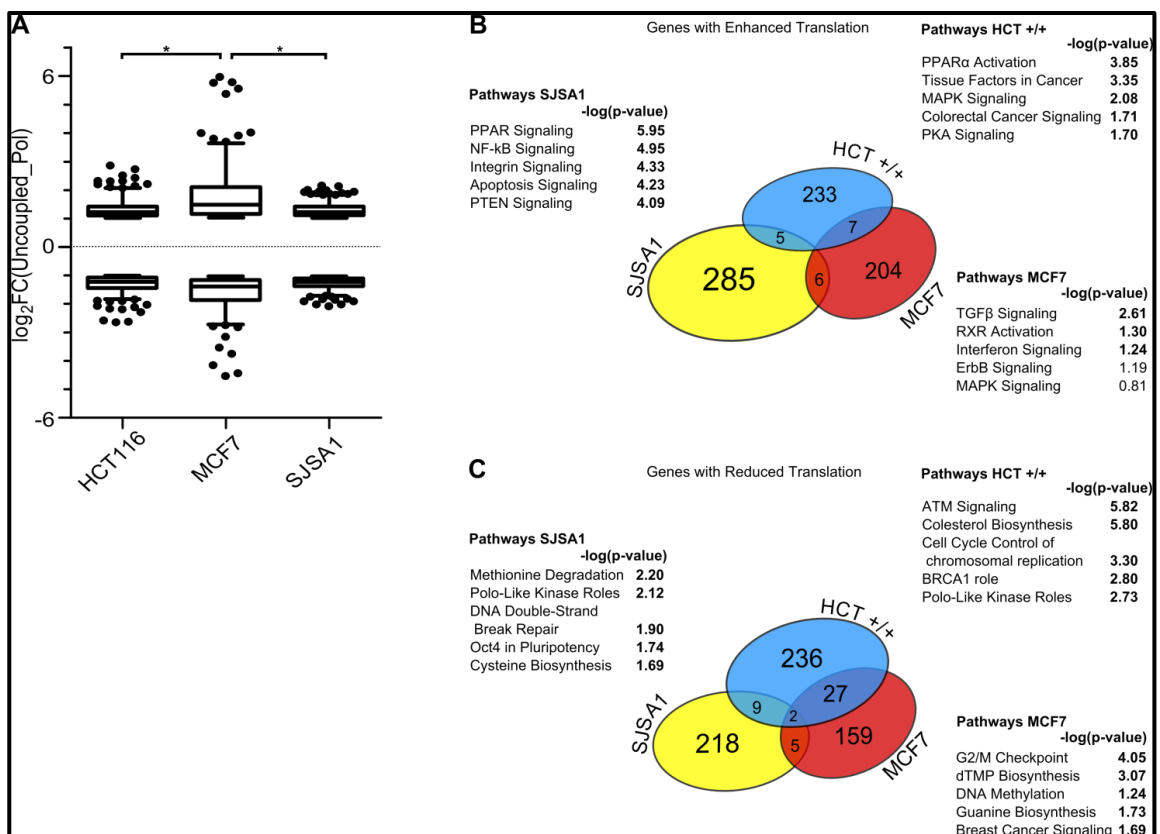 A
6
0
-6
log2FC(Uncoupled_Pol)
* *
HCT116
MCF7
SJSA1
B
Genes with Enhanced Translation
Pathways SJSA1
-log(p-value)
PPAR Signaling 5.95
NF-kB Signaling 4.95
Integrin Signaling 4.33
Apoptosis Signaling 4.23
PTEN Signaling 4.09
Pathways HCT +/+
-log(p-value)
PPARα Activation 3.85
Tissue Factors in Cancer 3.35
MAPK Signaling 2.08
Colorectal Cancer Signaling 1.71
PKA Signaling 1.70
HCT +/+
233
5
7
SJSA1
285
6
204
MCF7
Pathways MCF7
-log(p-value)
TGFβ Signaling 2.61
RXR Activation 1.30
Interferon Signaling 1.24
ErbB Signaling 1.19
MAPK Signaling 0.81
C
Genes with Reduced Translation
Pathways SJSA1
-log(p-value)
Methionine Degradation 2.20
Polo-Like Kinase Roles 2.12
DNA Double-Strand
Break Repair 1.90
Oct4 in Pluripotency 1.74
Cysteine Biosynthesis 1.69
Pathways HCT +/+
-log(p-value)
ATM Signaling 5.82
Colesterol Biosynthesis 5.80
Cell Cycle Control of
chromosomal replication 3.30
BRCA1 role 2.80
Polo-Like Kinase Roles 2.73
HCT +/+
236
27
9
2
SJSA1
218
5
159
MCF7
Pathways MCF7
-log(p-value)
G2/M Checkpoint 4.05
dTMP Biosynthesis 3.07
DNA Methylation 1.24
Guanine Biosynthesis 1.73
Breast Cancer Signaling 1.69